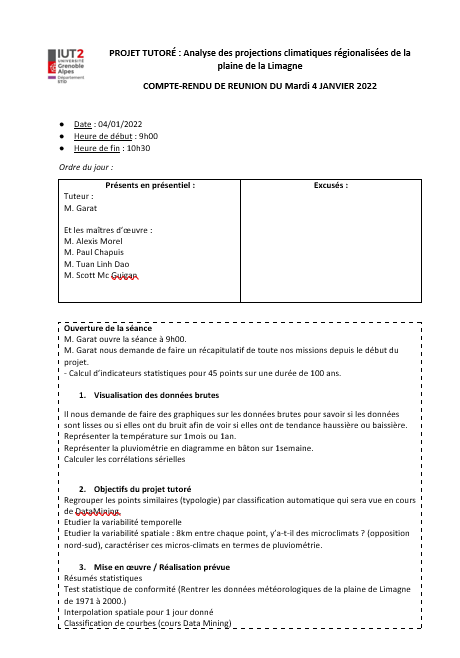 IUT2
UNIVERSITÉ
Grenoble
Alpes
Département
STID
PROJET TUTORÉ : Analyse des projections climatiques régionalisées de la
plaine de la Limagne
COMPTE-RENDU DE REUNION DU Mardi 4 JANVIER 2022
● Date : 04/01/2022
● Heure de début : 9h00
● Heure de fin : 10h30
Ordre du jour :
Présents en présentiel :
Tuteur :
M. Garat
Et les maîtres d’œuvre :
M. Alexis Morel
M. Paul Chapuis
M. Tuan Linh Dao
M. Scott Mc Guigan
Excusés :
Ouverture de la séance
M. Garat ouvre la séance à 9h00.
M. Garat nous demande de faire un récapitulatif de toute nos missions depuis le début du
projet.
- Calcul d’indicateurs statistiques pour 45 points sur une durée de 100 ans.
1. Visualisation des données brutes
Il nous demande de faire des graphiques sur les données brutes pour savoir si les données
sont lisses ou si elles ont du bruit afin de voir si elles ont de tendance haussière ou baissière.
Représenter la température sur 1mois ou 1an.
Représenter la pluviométrie en diagramme en bâton sur 1semaine.
Calculer les corrélations sérielles
2. Objectifs du projet tutoré
Regrouper les points similaires (typologie) par classification automatique qui sera vue en cours
de DataMining.
Etudier la variabilité temporelle
Etudier la variabilité spatiale : 8km entre chaque point, y’a-t-il des microclimats ? (opposition
nord-sud), caractériser ces micros-climats en termes de pluviométrie.
3. Mise en œuvre / Réalisation prévue
Résumés statistiques
Test statistique de conformité (Rentrer les données météorologiques de la plaine de Limagne
de 1971 à 2000.)
Interpolation spatiale pour 1 jour donné
Classification de courbes (cours Data Mining)